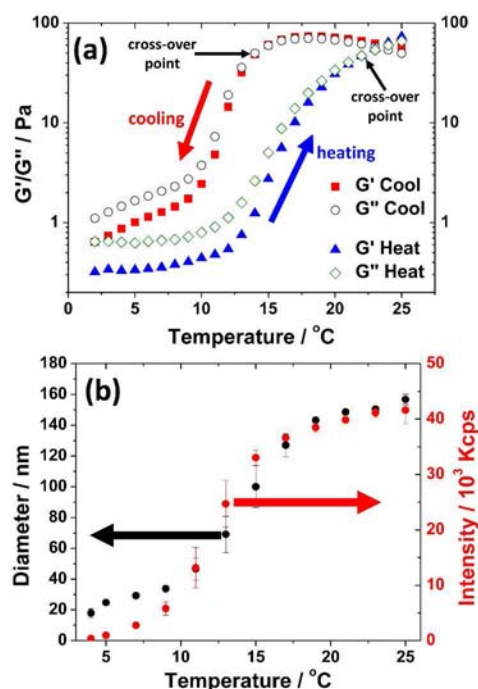 (a)
cross-over
point
cooling
heating
cross-over
point
G' Cool
G" Cool
G' Heat
G" Heat
G'/G" / Pa
100
10
1
100
10
1
0 5 10 15 20 25
Temperature / °C
(b)
Diameter / nm
180
160
140
120
100
80
60
40
20
0
50
40
30
20
10
0
Intensity / 10³ Kcps
5 10 15 20 25
Temperature / °C